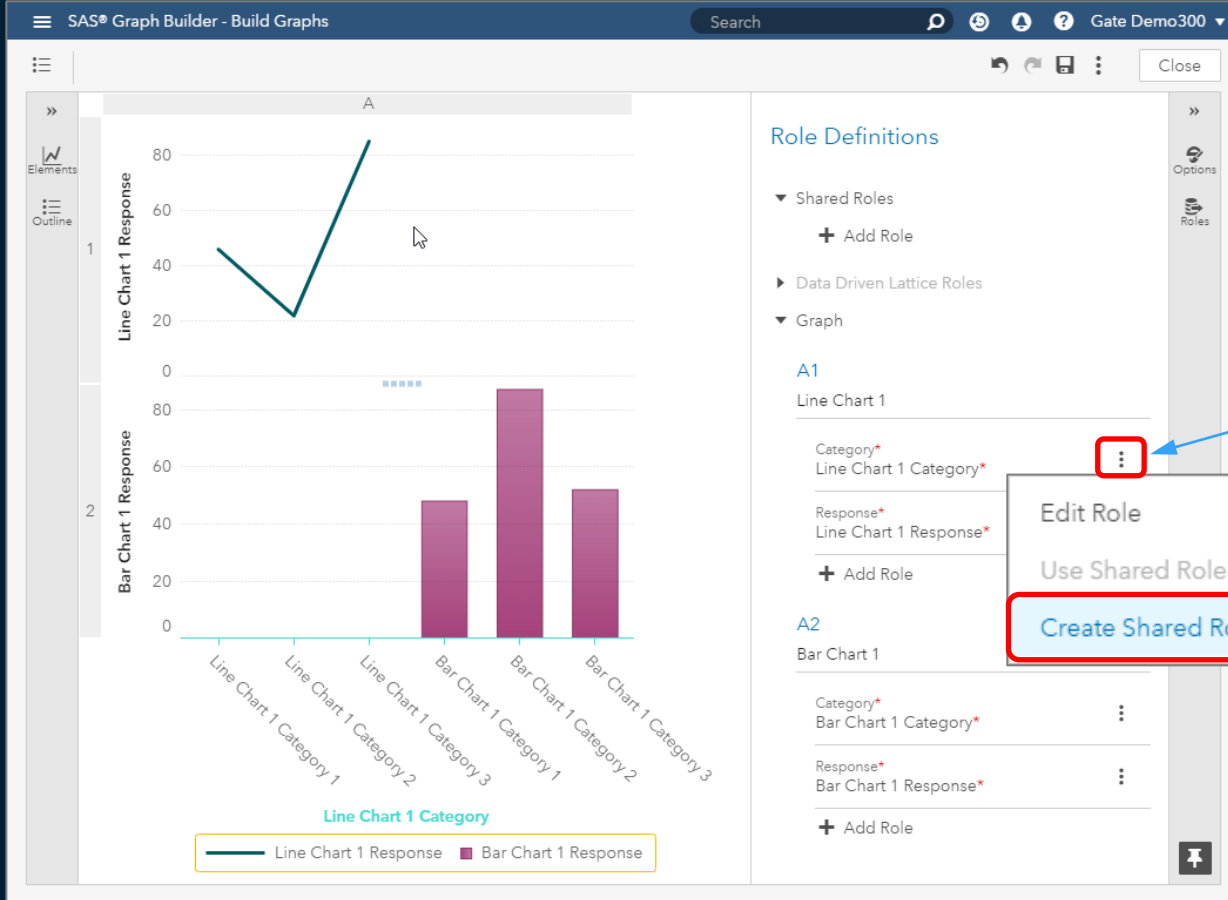 SAS® Graph Builder - Build Graphs
Search
Gate Demo300
Close
Elements
Outline
A
1
Line Chart 1 Response
80
60
40
20
0
2
Bar Chart 1 Response
80
60
40
20
0
Line Chart 1 Category 1
Line Chart 1 Category 2
Line Chart 1 Category 3
Bar Chart 1 Category 1
Bar Chart 1 Category 2
Bar Chart 1 Category 3
Line Chart 1 Category
Line Chart 1 Response
Bar Chart 1 Response
Role Definitions
Shared Roles
Add Role
Data Driven Lattice Roles
Graph
A1
Line Chart 1
Category*
Line Chart 1 Category*
Response*
Line Chart 1 Response*
Add Role
Edit Role
Use Shared Role
Create Shared Ro
A2
Bar Chart 1
Category*
Bar Chart 1 Category*
Response*
Bar Chart 1 Response*
Add Role
Options
Roles